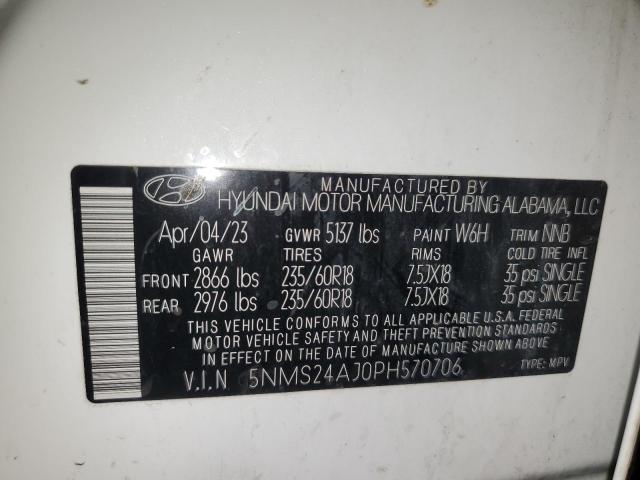 MANUFACTURED BY
HYUNDAI MOTOR MANUFACTURING ALABAMA, LLC
Apr/04/23 GVWR 5137 lbs PAINT W6H TRIM NNB
GAWR TIRES RIMS COLD TIRE INFL
FRONT 2866 lbs 235/60R18 7.5JX18 35 psi SINGLE
REAR 2976 lbs 235/60R18 7.5JX18 35 psi SINGLE
THIS VEHICLE CONFORMS TO ALL APPLICABLE U.S.A. FEDERAL
MOTOR VEHICLE SAFETY AND THEFT PREVENTION STANDARDS IN
EFFECT ON THE DATE OF MANUFACTURE SHOWN ABOVE
V.I.N 5NMS24AJ0PH570706 TYPE: MPV